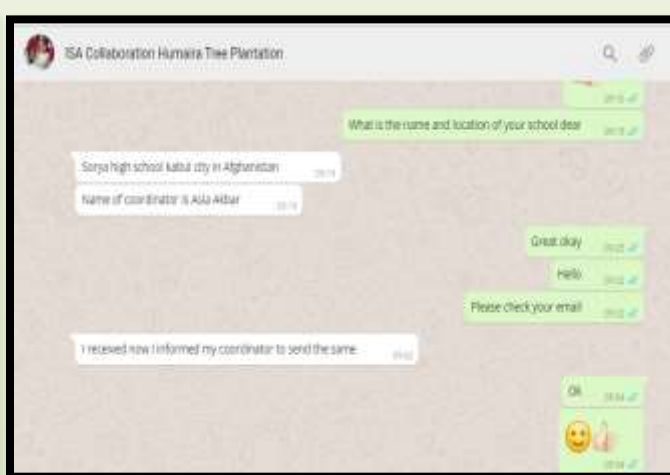 ISA Collaboration Humaira Tree Plantation
What is the name and location of your school dear
Sorya high school kabul city in Afghanistan
Name of coordinator is Asia Akbar
Great okay
Hello
Please check your email
I received now I informed my coordinator to send the same
Ok